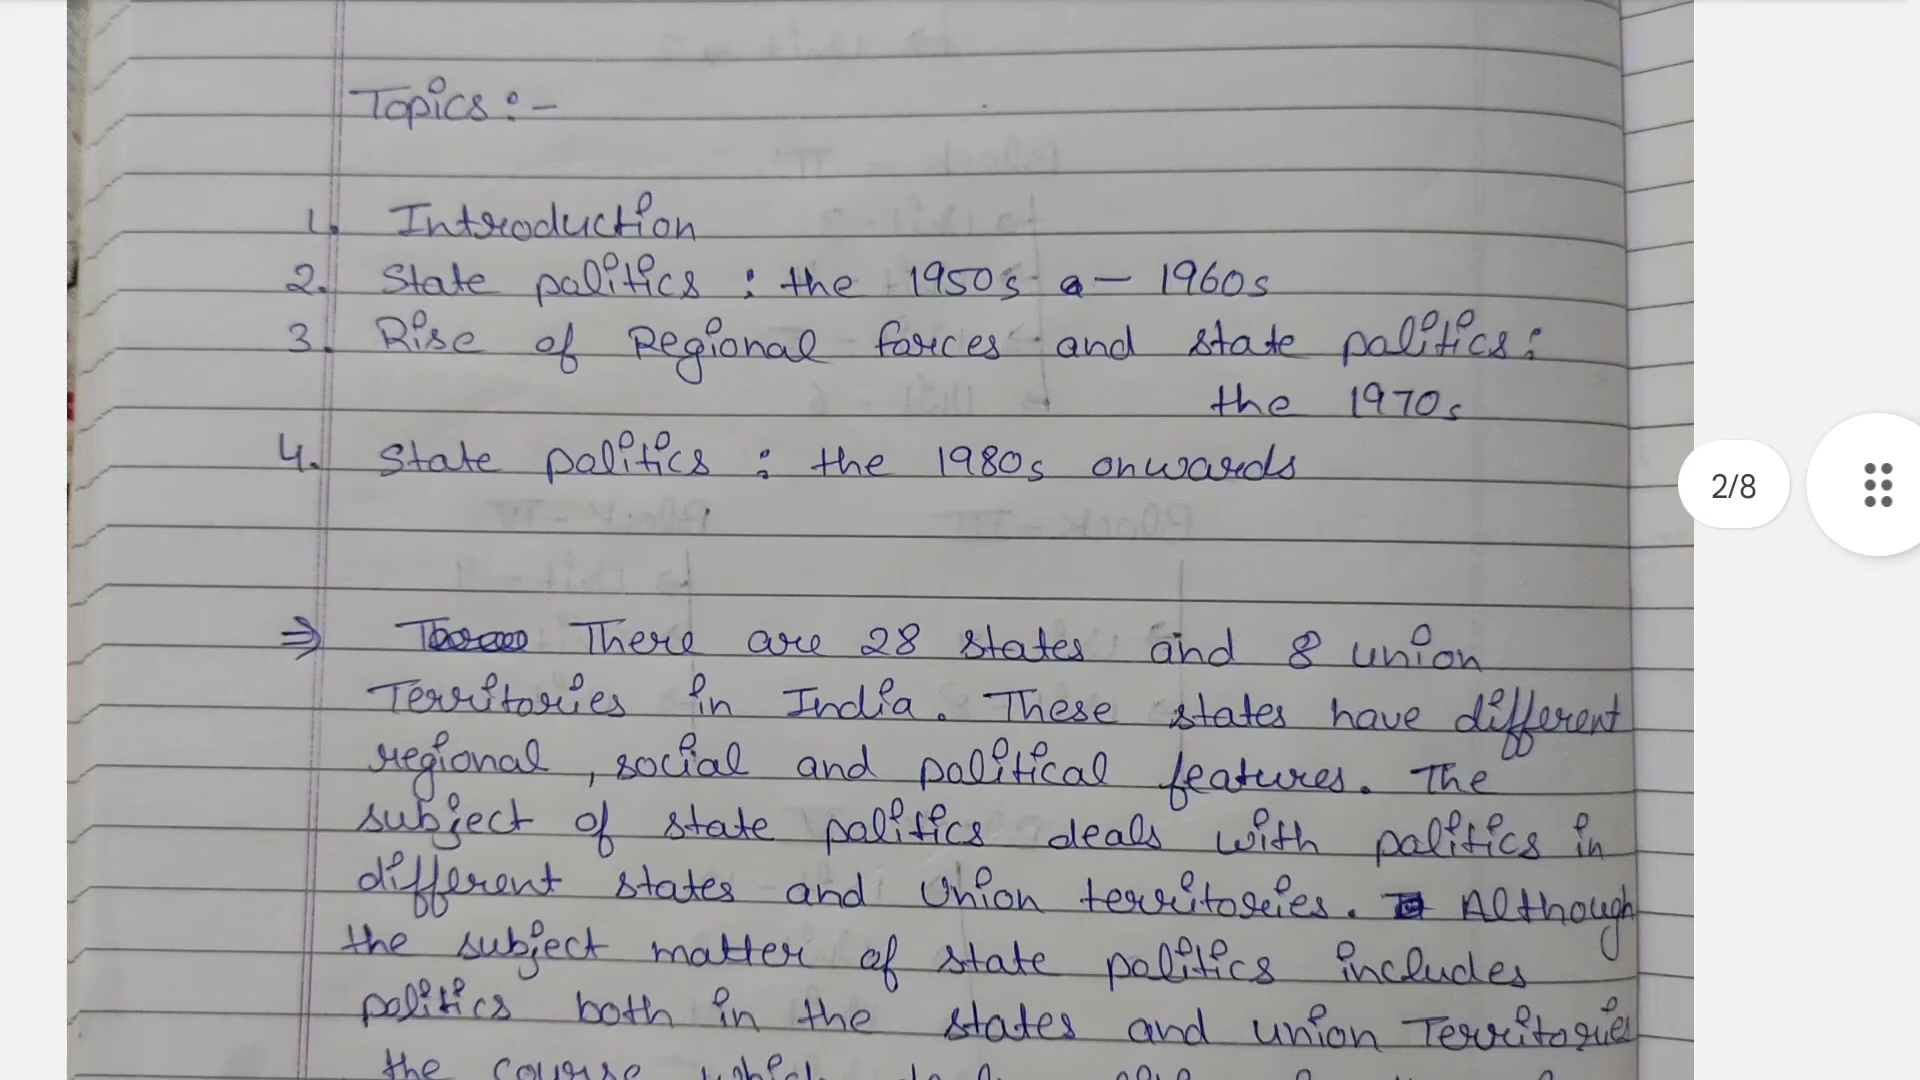 Topics :-
1. Introduction
2. State politics : the 1950s - 1960s
3. Rise of Regional forces and state politics :
the 1970s
4. State politics : the 1980s onwards
⇒ There are 28 states and 8 union
Territories in India. These states have different
regional, social and political features. The
subject of state politics deals with politics in
different states and Union territories. Although
the subject matter of state politics includes
politics both in the states and union Territories
the course which
2/8